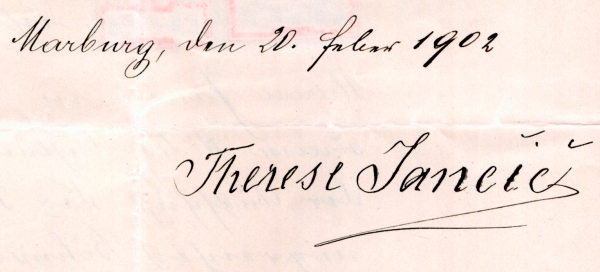 Marburg, den 20. feber 1902
Therese Jančič